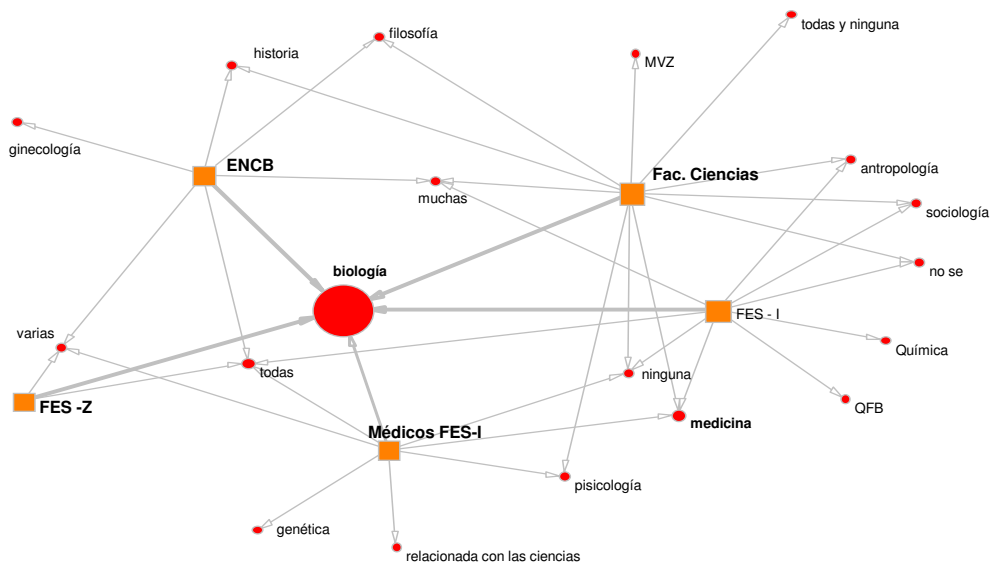 todas y ninguna
filosofía
historia
MVZ
ginecología
ENCB
Fac. Ciencias
antropología
muchas
sociología
biología
no se
FES - I
varias
Química
todas
ninguna
FES -Z
QFB
Médicos FES-I
medicina
pisicología
genética
relacionada con las ciencias